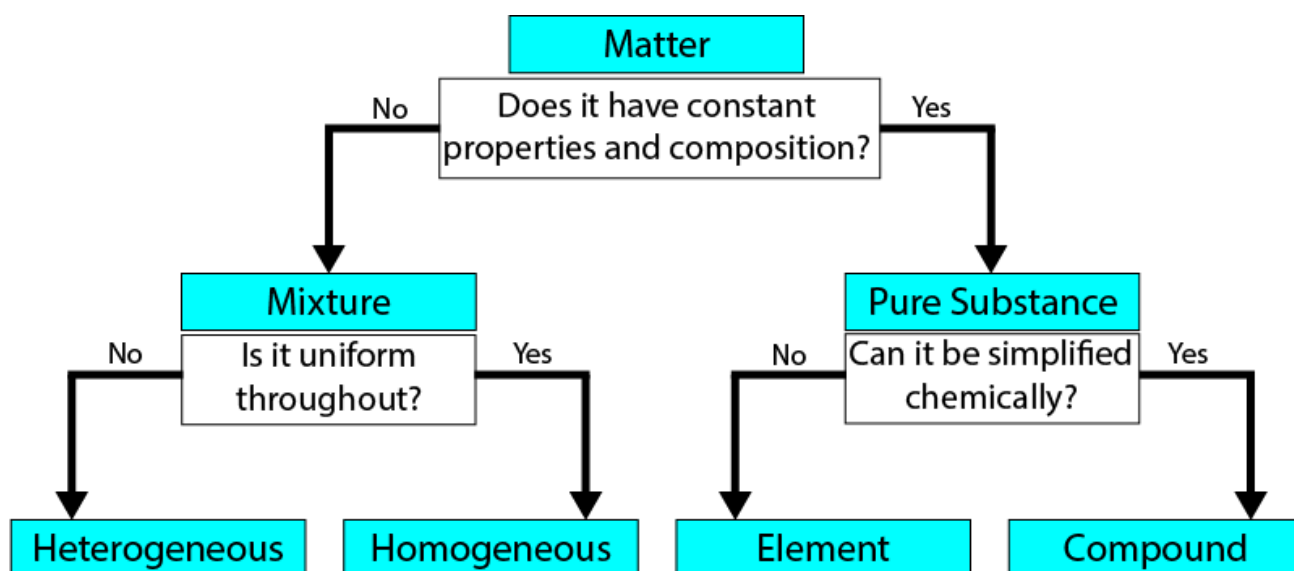 Matter
No
Does it have constant
properties and composition?
Yes
Mixture
Pure Substance
No
Is it uniform
throughout?
Yes
No
Can it be simplified
chemically?
Yes
Heterogeneous
Homogeneous
Element
Compound